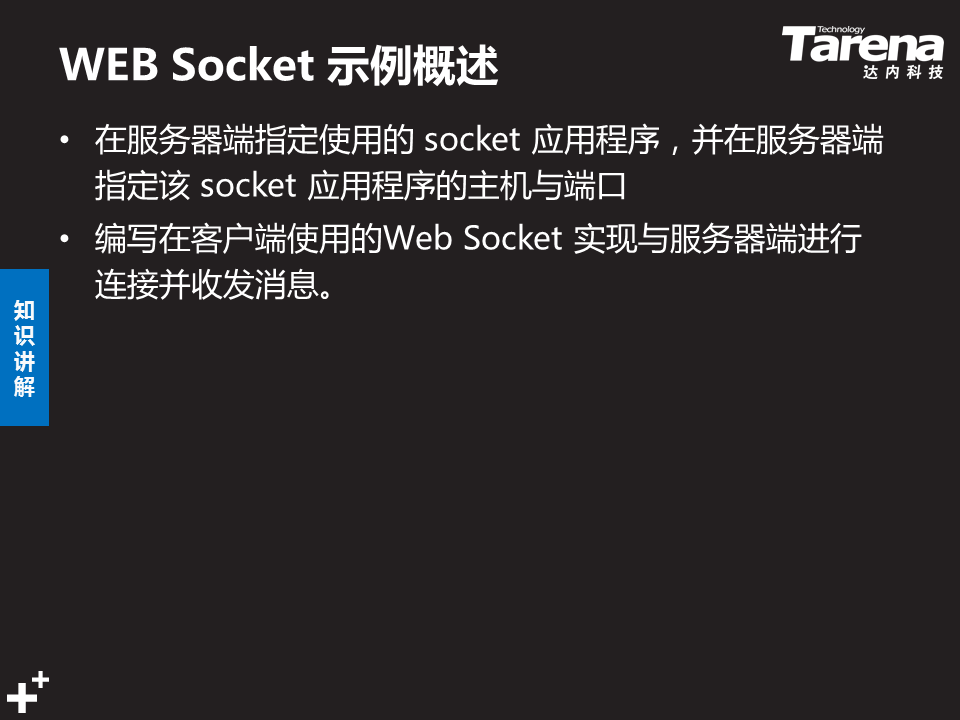 WEB Socket 示例概述
Technology
Tarena
达内科技
• 在服务器端指定使用的 socket 应用程序，并在服务器端
指定该 socket 应用程序的主机与端口
• 编写在客户端使用的Web Socket 实现与服务器端进行
连接并收发消息。
知
识
讲
解